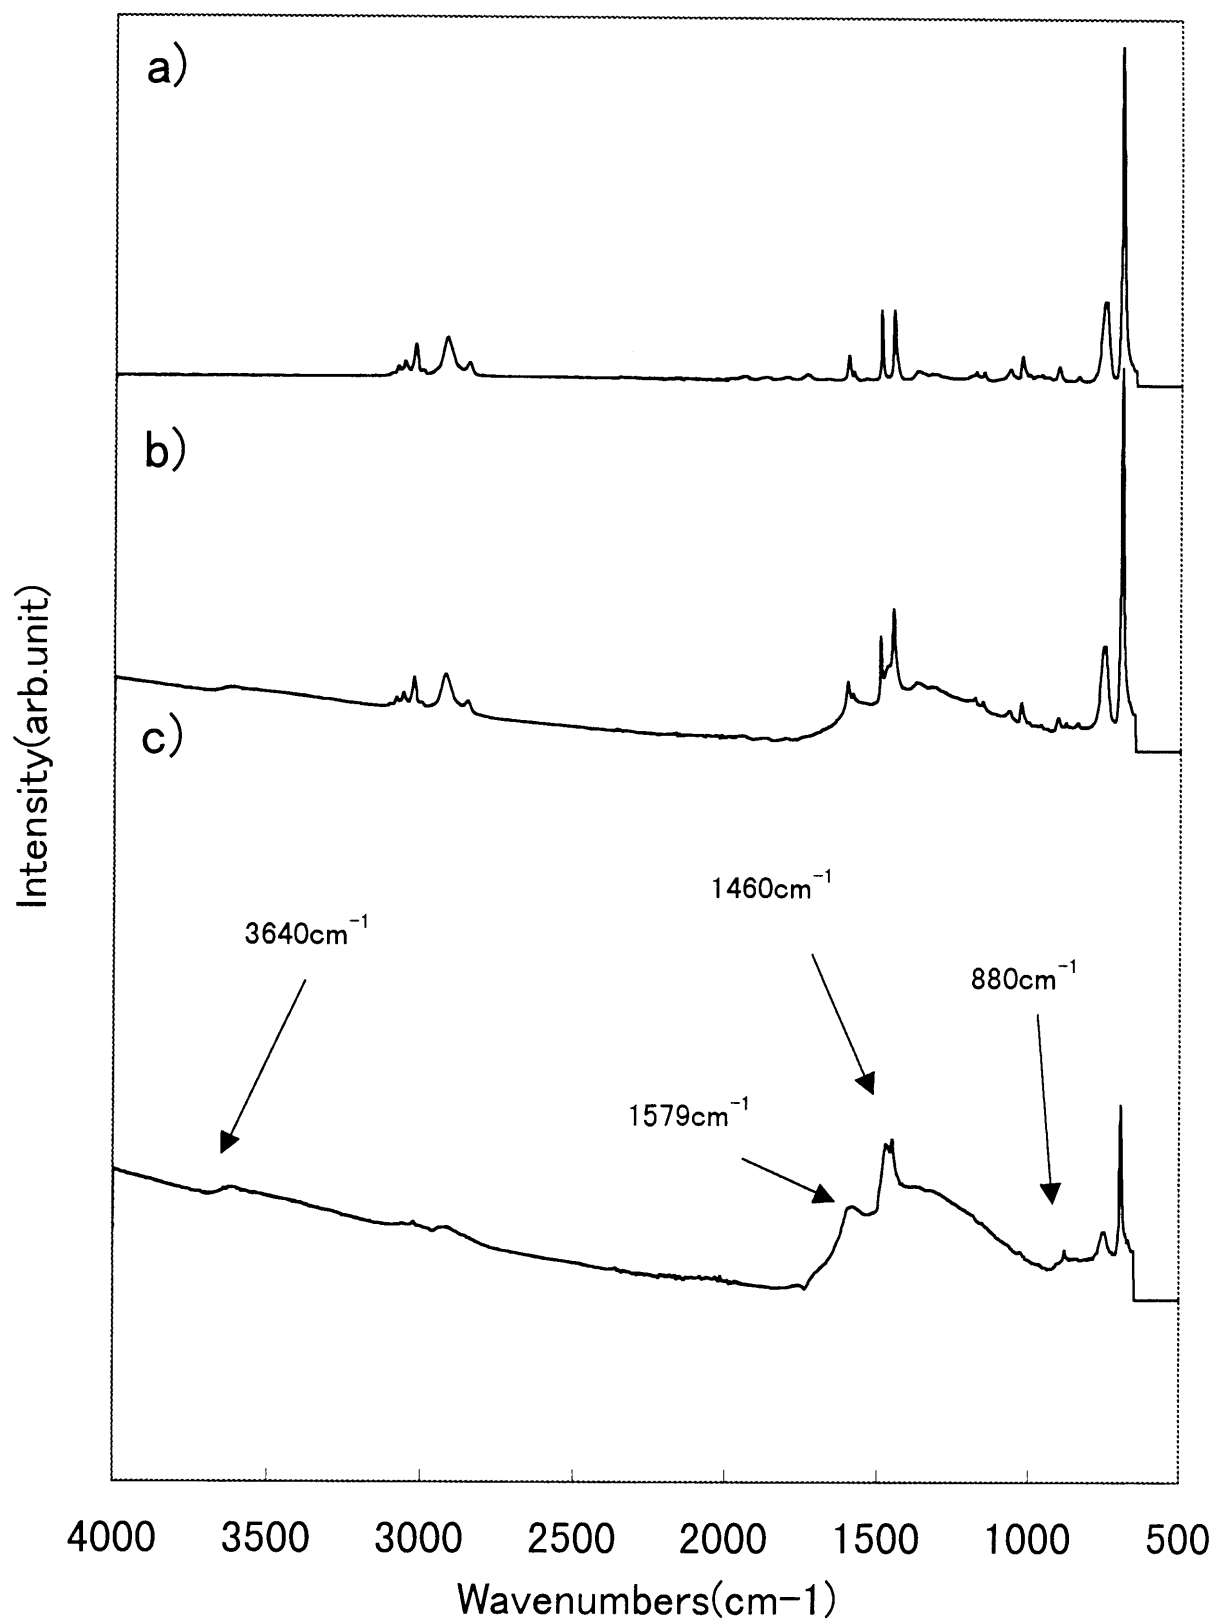 a)
b)
c)
Intensity(arb.unit)
3640cm⁻¹
1460cm⁻¹
880cm⁻¹
1579cm⁻¹
4000 3500 3000 2500 2000 1500 1000 500
Wavenumbers(cm-1)